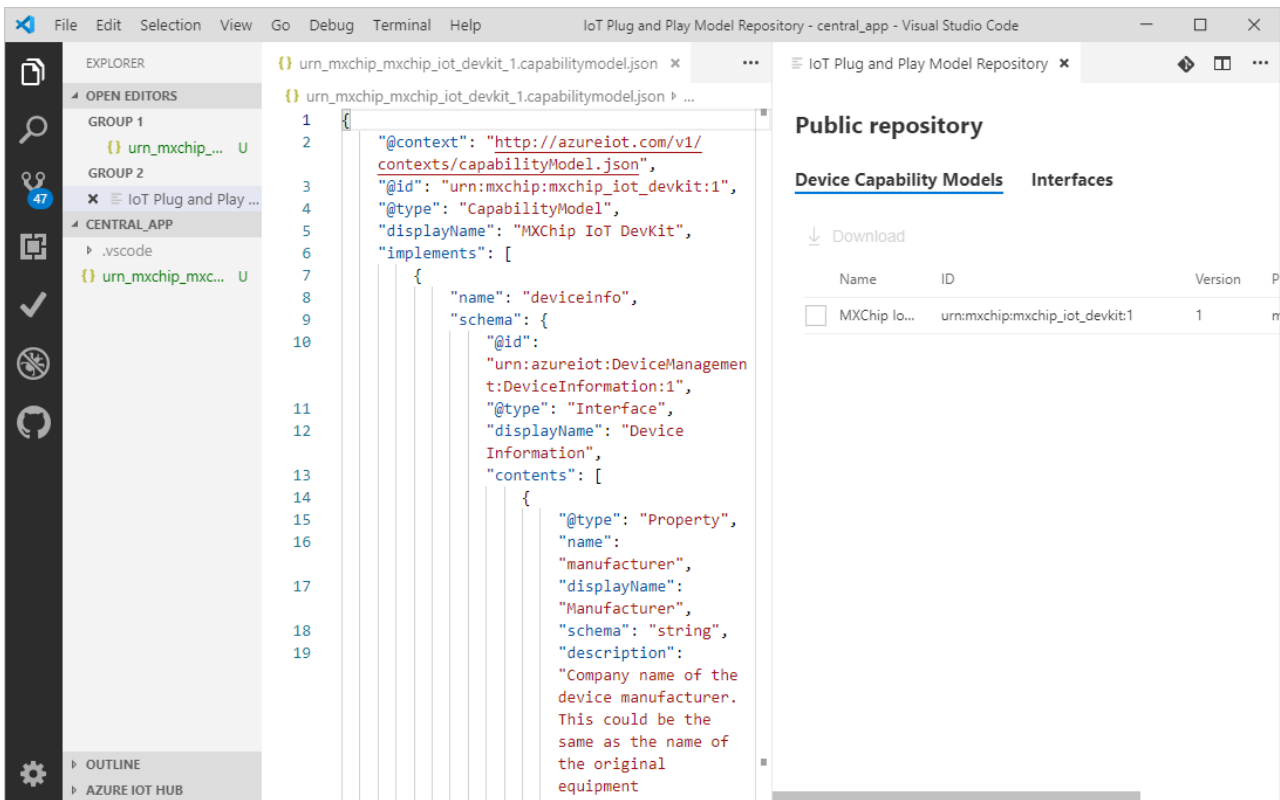 File Edit Selection View Go Debug Terminal Help IoT Plug and Play Model Repository - central_app - Visual Studio Code
EXPLORER
OPEN EDITORS
GROUP 1
{} urn_mxchip_... U
GROUP 2
IoT Plug and Play ...
CENTRAL_APP
.vscode
{} urn_mxchip_mxc... U
OUTLINE
AZURE IOT HUB
47
{} urn_mxchip_mxchip_iot_devkit_1.capabilitymodel.json
{} urn_mxchip_mxchip_iot_devkit_1.capabilitymodel.json ...
1 {
2 "@context": "http://azureiot.com/v1/
contexts/capabilityModel.json",
3 "@id": "urn:mxchip:mxchip_iot_devkit:1",
4 "@type": "CapabilityModel",
5 "displayName": "MXChip IoT DevKit",
6 "implements": [
7 {
8 "name": "deviceinfo",
9 "schema": {
10 "@id":
"urn:azureiot:DeviceManagemen
t:DeviceInformation:1",
11 "@type": "Interface",
12 "displayName": "Device
Information",
13 "contents": [
14 {
15 "@type": "Property",
16 "name":
"manufacturer",
17 "displayName":
"Manufacturer",
18 "schema": "string",
19 "description":
"Company name of the
device manufacturer.
This could be the
same as the name of
the original
equipment
IoT Plug and Play Model Repository
Public repository
Device Capability Models Interfaces
Download
Name ID Version P
MXChip Io... urn:mxchip:mxchip_iot_devkit:1 1